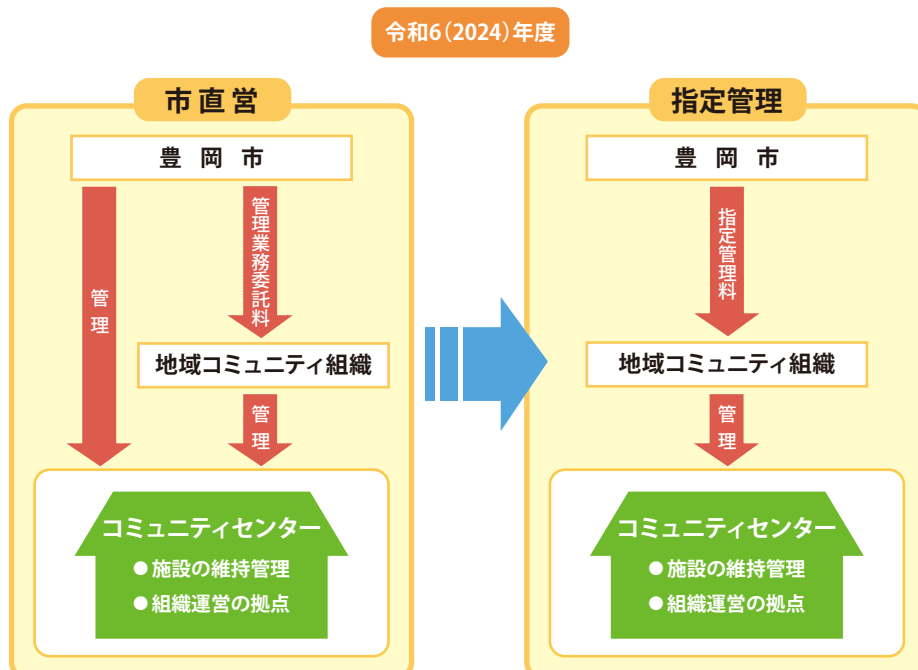 令和6(2024)年度
市直営
豊岡市
管理
管理業務委託料
地域コミュニティ組織
管理
コミュニティセンター
●施設の維持管理
●組織運営の拠点
指定管理
豊岡市
指定管理料
地域コミュニティ組織
管理
コミュニティセンター
●施設の維持管理
●組織運営の拠点